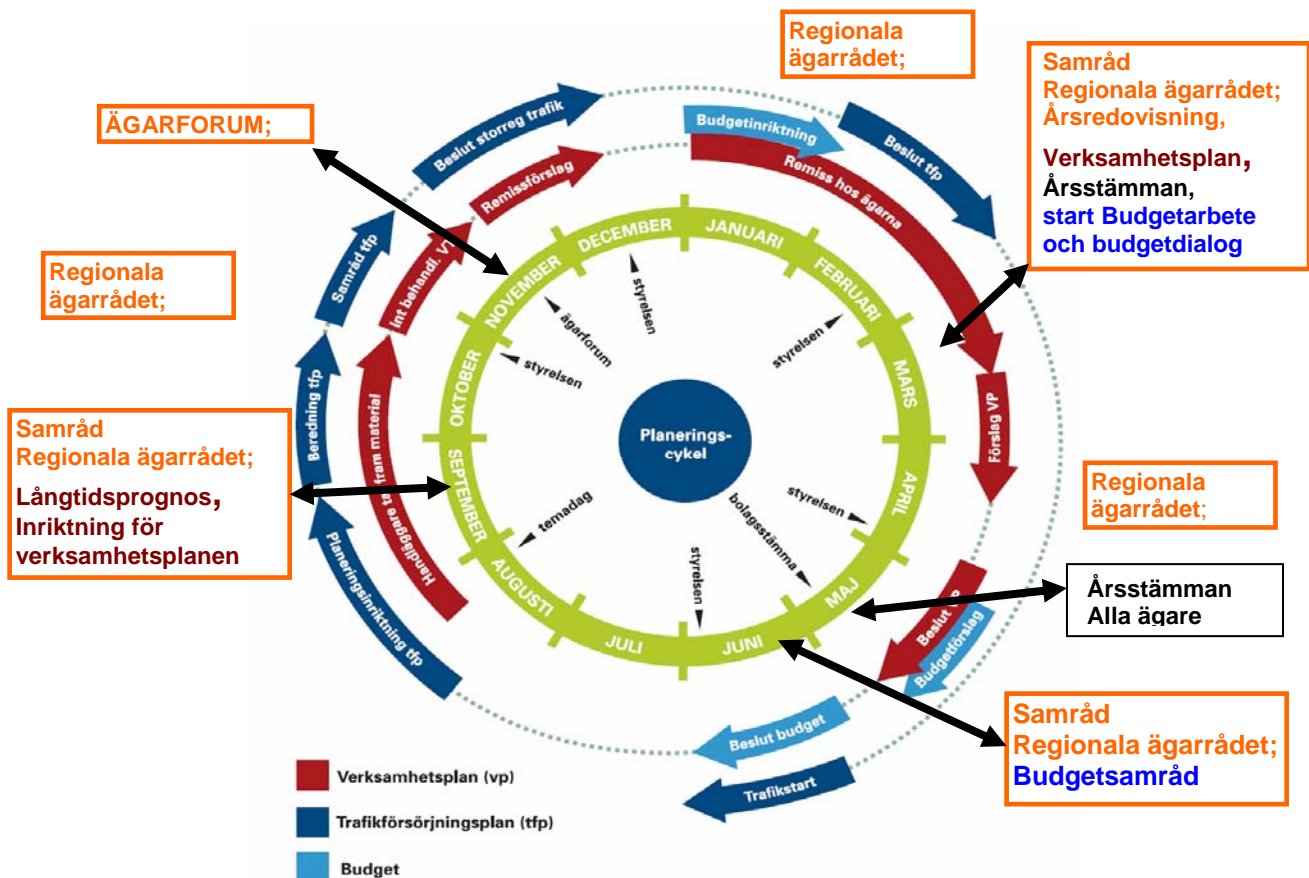 Regionala
ägarrådet;
Samråd
Regionala ägarrådet;
Årsredovisning,
Verksamhetsplan,
Årsstämman,
start Budgetarbete
och budgetdialog
ÄGARFORUM;
Regionala
ägarrådet;
Samråd
Regionala ägarrådet;
Långtidsprognos,
Inriktning för
verksamhetsplanen
Regionala
ägarrådet;
Årsstämman
Alla ägare
Samråd
Regionala ägarrådet;
Budgetsamråd
Beslut storreg trafik
Budgetinriktning
Beslut tfp
Remissförslag
Remiss hos ägarna
Samråd tfp
Int behandl.
Beredning tfp
Handläggare
fram material
Planeringsinriktning tfp
Förslag VP
Beslut
Budgetförslag
Beslut budget
Trafikstart
JANUARI
FEBRUARI
MARS
APRIL
MAJ
JUNI
JULI
AUGUSTI
SEPTEMBER
OKTOBER
NOVEMBER
DECEMBER
styrelsen
styrelsen
styrelsen
bolagsstämma
styrelsen
temadag
styrelsen
ägarforum
Planerings-
cykel
Verksamhetsplan (vp)
Trafikförsörjningsplan (tfp)
Budget